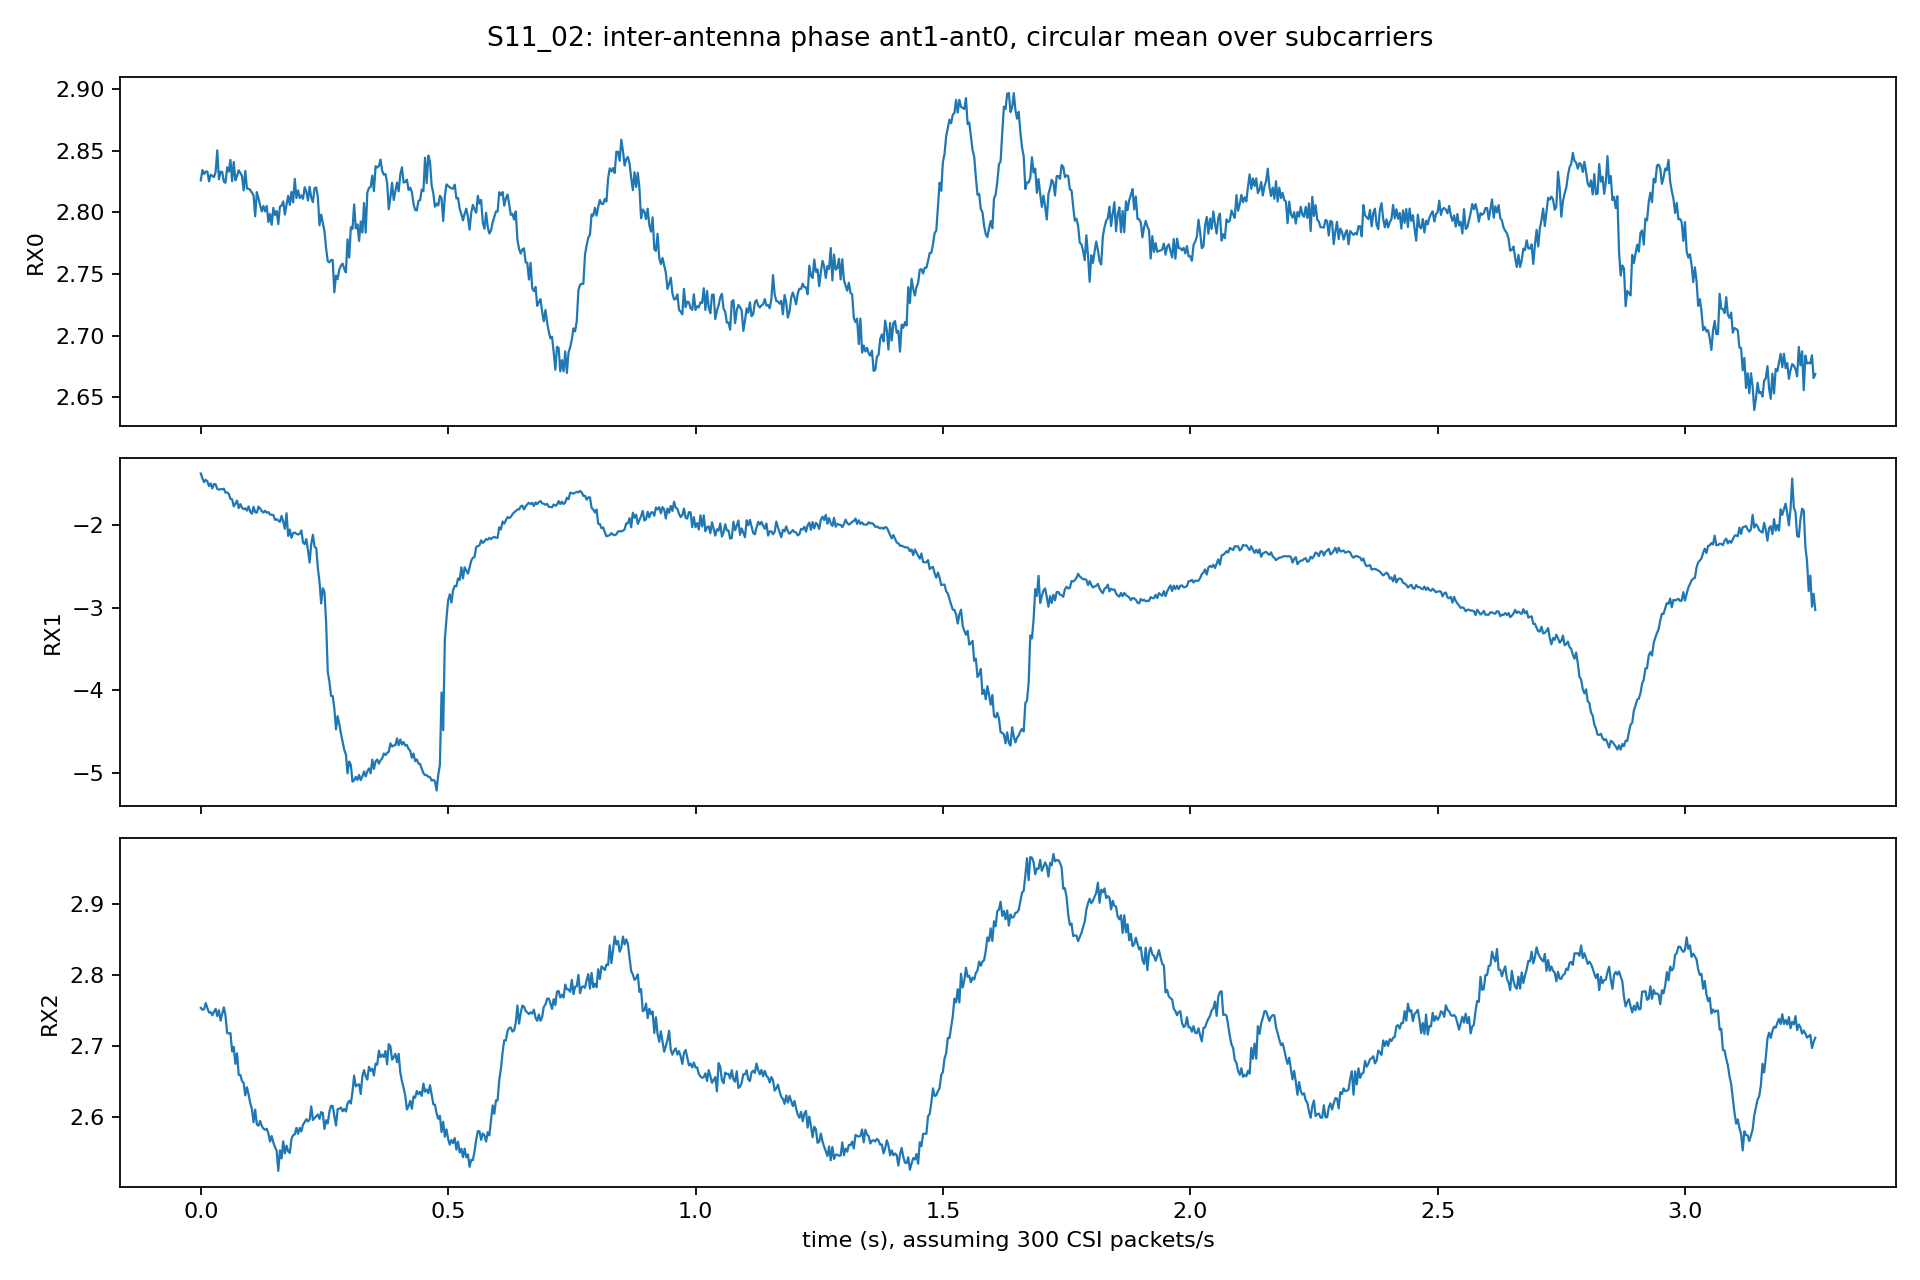 S11_02: inter-antenna phase ant1-ant0, circular mean over subcarriers
2.90
2.85
2.80
2.75
2.70
2.65
RX0
−2
−3
−4
−5
RX1
2.9
2.8
2.7
2.6
RX2
0.0 0.5 1.0 1.5 2.0 2.5 3.0
time (s), assuming 300 CSI packets/s